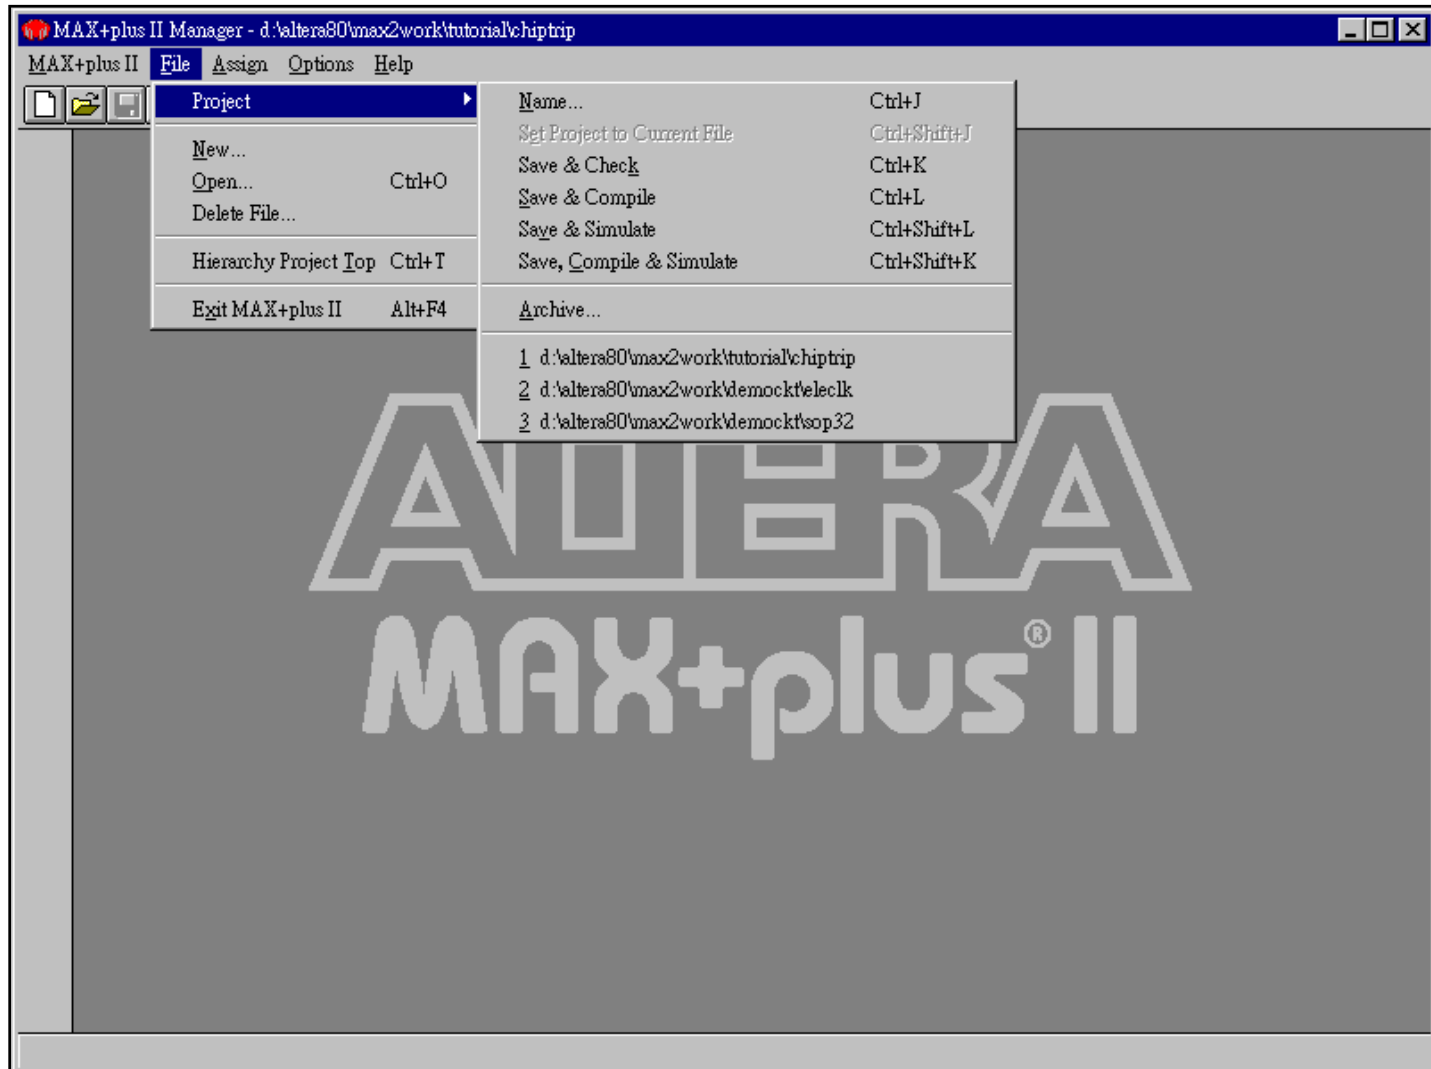 MAX+plus II Manager - d:\altera80\max2work\tutorial\chiptrip
MAX+plus II File Assign Options Help
Project
New...
Open... Ctrl+O
Delete File...
Hierarchy Project Top Ctrl+T
Exit MAX+plus II Alt+F4
Name... Ctrl+J
Set Project to Current File Ctrl+Shift+J
Save & Check Ctrl+K
Save & Compile Ctrl+L
Save & Simulate Ctrl+Shift+L
Save, Compile & Simulate Ctrl+Shift+K
Archive...
1 d:\altera80\max2work\tutorial\chiptrip
2 d:\altera80\max2work\demockt\eleclk
3 d:\altera80\max2work\demockt\sop32
ALTERA
MAX+plus® II